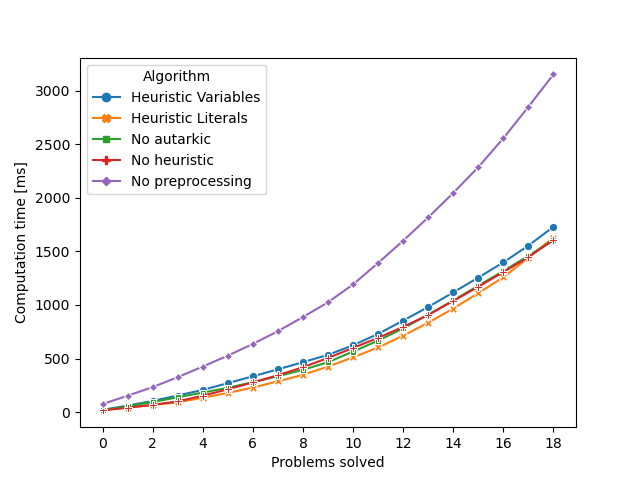 Algorithm
Heuristic Variables
Heuristic Literals
No autarkic
No heuristic
No preprocessing
Computation time [ms]
3000
2500
2000
1500
1000
500
0
0 2 4 6 8 10 12 14 16 18
Problems solved